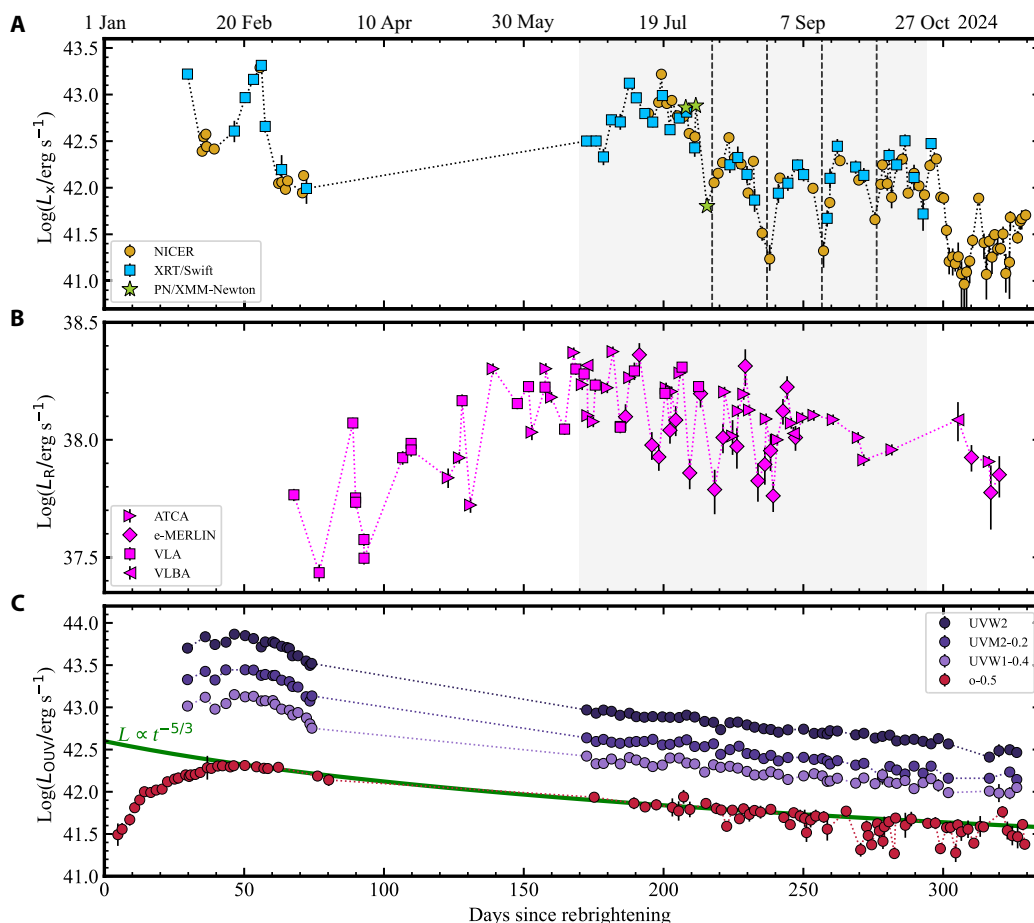 1 Jan 20 Feb 10 Apr 30 May 19 Jul 7 Sep 27 Oct 2024
A
43.5
43.0
42.5
42.0
41.5
41.0
Log(Lₓ/erg s⁻¹)
NICER
XRT/Swift
PN/XMM-Newton
B
38.5
38.0
37.5
Log(L_R/erg s⁻¹)
ATCA
e-MERLIN
VLA
VLBA
C
44.0
43.5
43.0
42.5
42.0
41.5
41.0
Log(L_OUV/erg s⁻¹)
UVW2
UVM2-0.2
UVW1-0.4
o-0.5
L ∝ t⁻⁵/³
0 50 100 150 200 250 300
Days since rebrightening